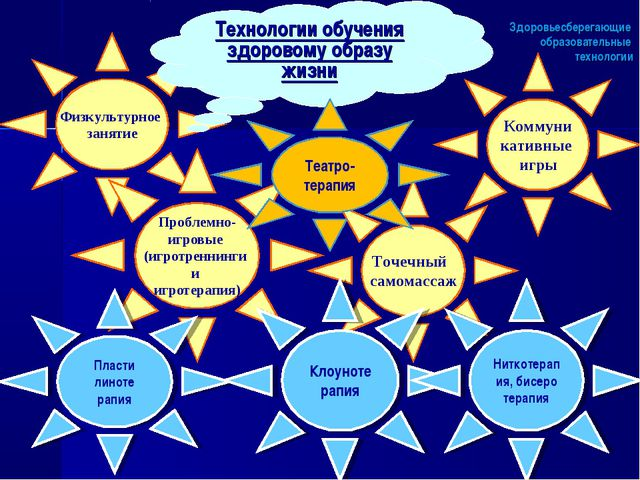 Технологии обучения
здоровому образу
жизни
Здоровьесберегающие
образовательные
технологии
Физкультурное
занятие
Театро-
терапия
Коммуни
кативные
игры
Проблемно-
игровые
(игротреннинги
и
игротерапия)
Точечный
самомассаж
Пласти
линоте
рапия
Клоуноте
рапия
Ниткотерап
ия, бисеро
терапия